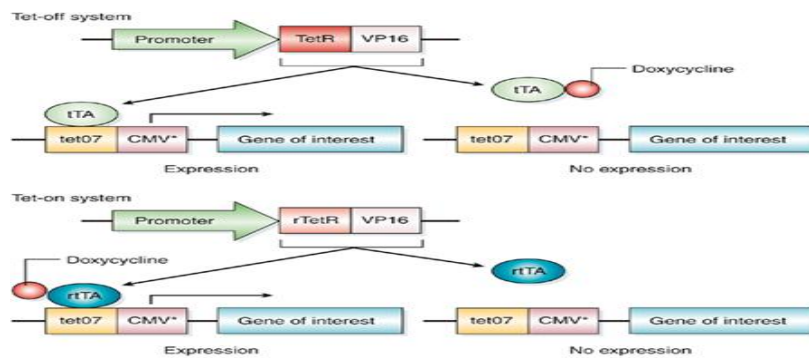 Tet-off system
Promoter TetR VP16
tTA Doxycycline
tTA
tet07 CMV* Gene of interest tet07 CMV* Gene of interest
Expression No expression
Tet-on system
Promoter rTetR VP16
Doxycycline
rtTA rtTA
tet07 CMV* Gene of interest tet07 CMV* Gene of interest
Expression No expression